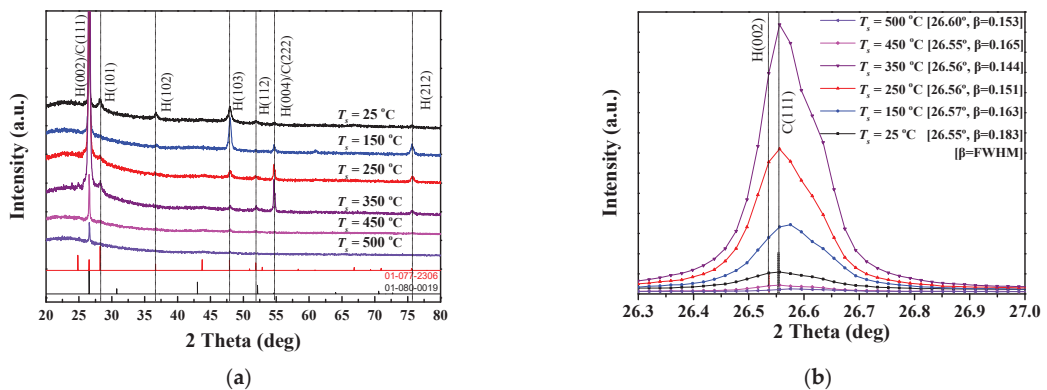 H(002)/C(111)
H(101)
H(102)
H(103)
H(112)
H(004)/C(222)
H(212)
Ts = 25 °C
Ts = 150 °C
Ts = 250 °C
Ts = 350 °C
Ts = 450 °C
Ts = 500 °C
01-077-2306
01-080-0019
Intensity (a.u.)
20 25 30 35 40 45 50 55 60 65 70 75 80
2 Theta (deg)
(a)
H(002)
C(111)
Ts = 500 °C [26.60°, β=0.153]
Ts = 450 °C [26.55°, β=0.165]
Ts = 350 °C [26.56°, β=0.144]
Ts = 250 °C [26.56°, β=0.151]
Ts = 150 °C [26.57°, β=0.163]
Ts = 25 °C [26.55°, β=0.183]
[β=FWHM]
Intensity (a.u.)
26.3 26.4 26.5 26.6 26.7 26.8 26.9 27.0
2 Theta (deg)
(b)